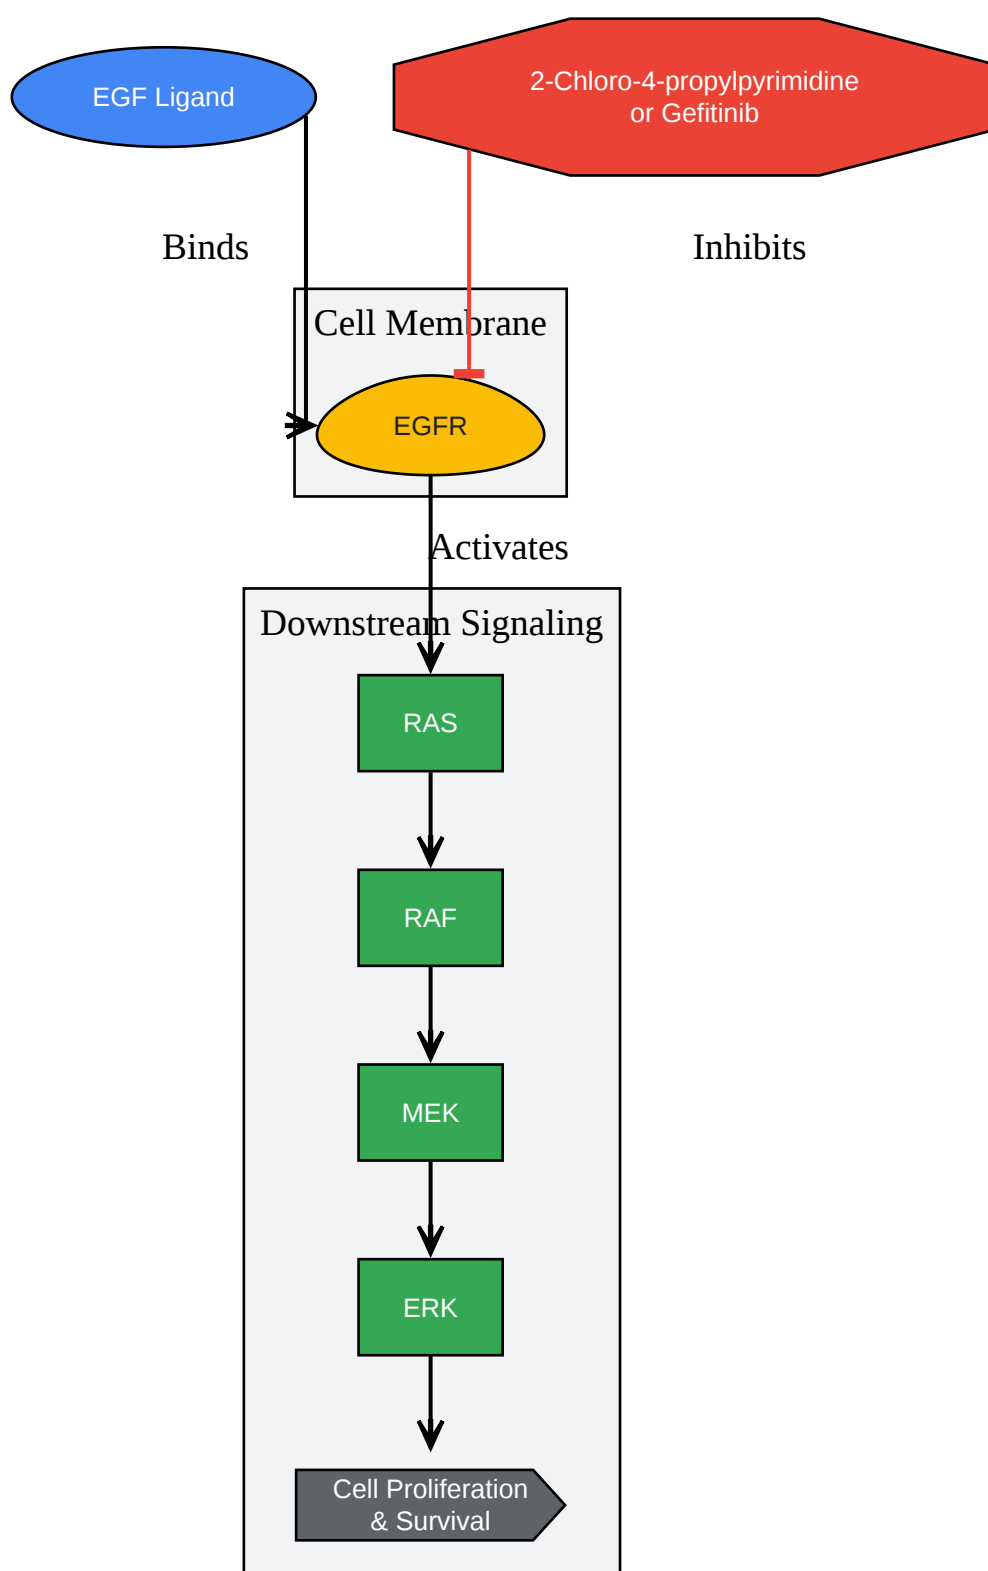 EGF Ligand
2-Chloro-4-propylpyrimidine
or Gefitinib
Binds
Inhibits
Cell Membrane
EGFR
Activates
Downstream Signaling
RAS
RAF
MEK
ERK
Cell Proliferation
& Survival